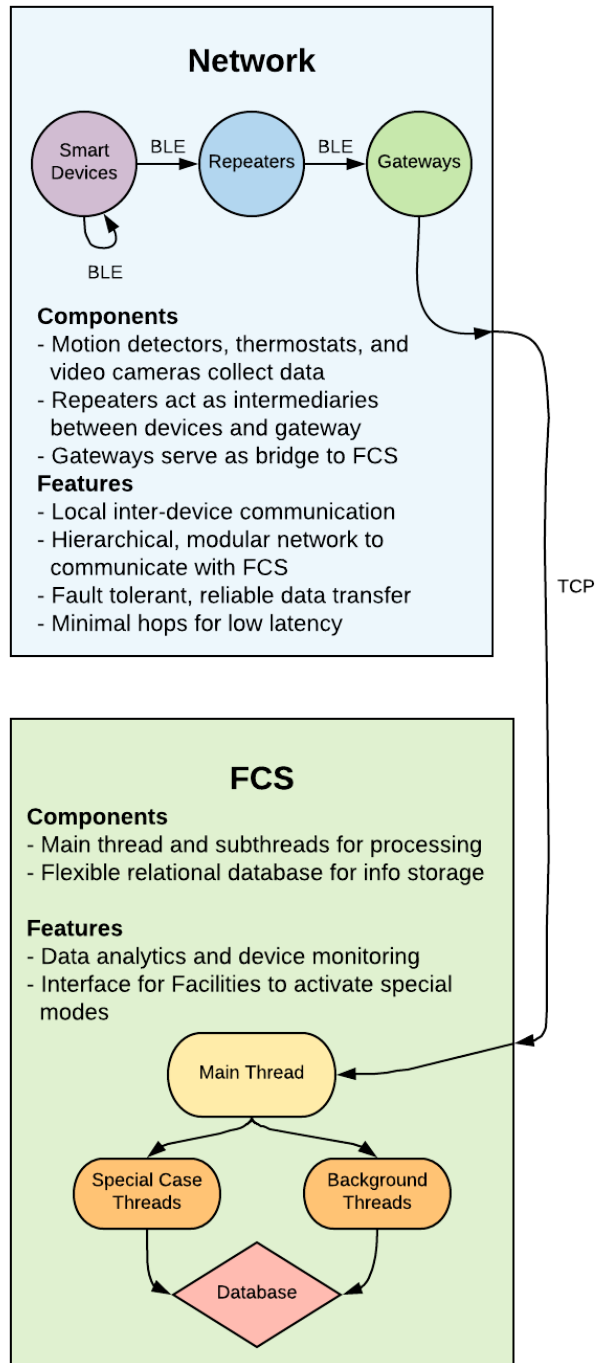 Network
Smart
Devices
BLE
Repeaters
BLE
Gateways
BLE
Components
- Motion detectors, thermostats, and
video cameras collect data
- Repeaters act as intermediaries
between devices and gateway
- Gateways serve as bridge to FCS
Features
- Local inter-device communication
- Hierarchical, modular network to
communicate with FCS
- Fault tolerant, reliable data transfer
- Minimal hops for low latency
TCP
FCS
Components
- Main thread and subthreads for processing
- Flexible relational database for info storage
Features
- Data analytics and device monitoring
- Interface for Facilities to activate special
modes
Main Thread
Special Case
Threads
Background
Threads
Database